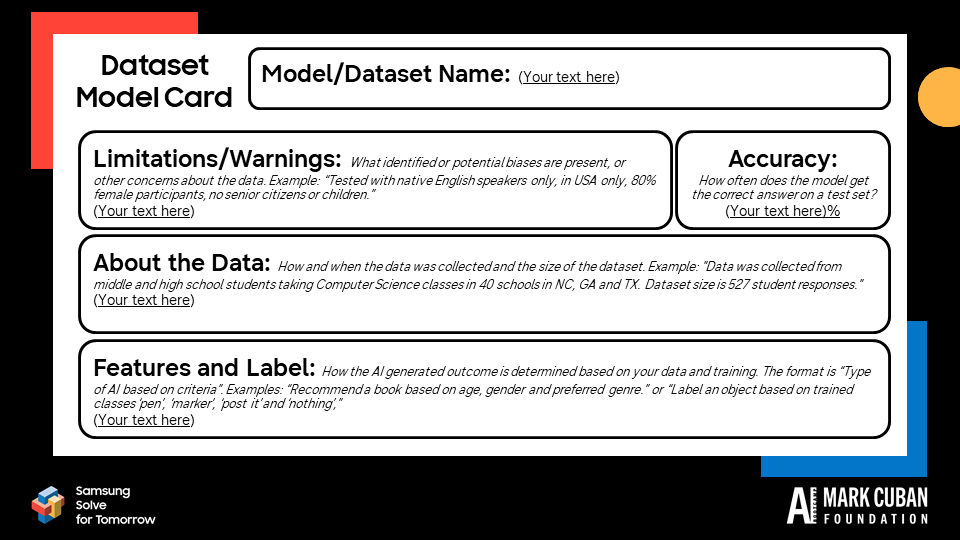 Dataset
Model Card
Model/Dataset Name: (Your text here)
Limitations/Warnings: What identified or potential biases are present, or
other concerns about the data. Example: “Tested with native English speakers only, in USA only, 80%
female participants, no senior citizens or children.”
(Your text here)
Accuracy:
How often does the model get
the correct answer on a test set?
(Your text here)%
About the Data: How and when the data was collected and the size of the dataset. Example: “Data was collected from
middle and high school students taking Computer Science classes in 40 schools in NC, GA and TX. Dataset size is 527 student responses.”
(Your text here)
Features and Label: How the AI generated outcome is determined based on your data and training. The format is “Type
of AI based on criteria”. Examples: “Recommend a book based on age, gender and preferred genre.” or “Label an object based on trained
classes ‘pen’, ‘marker’, ‘post it’ and ‘nothing’,”
(Your text here)
Samsung
Solve
for Tomorrow
AI MARK CUBAN
FOUNDATION